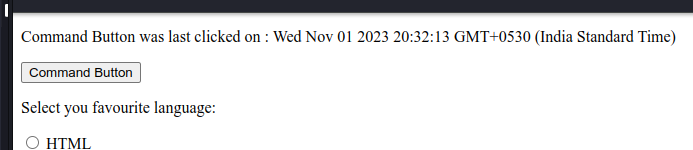 Command Button was last clicked on : Wed Nov 01 2023 20:32:13 GMT+0530 (India Standard Time)
Command Button
Select you favourite language:
HTML